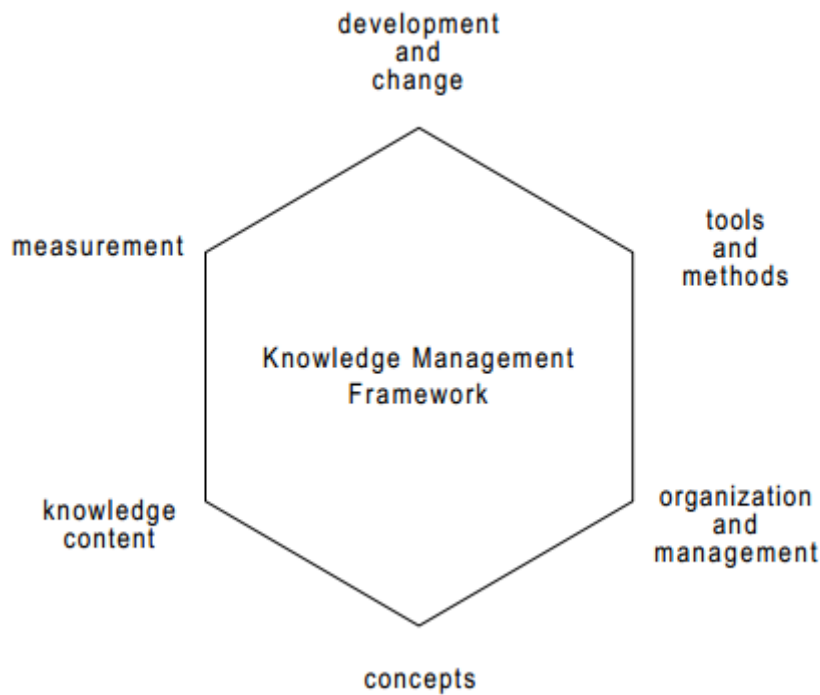 development
and
change
measurement
tools
and
methods
Knowledge Management
Framework
knowledge
content
organization
and
management
concepts